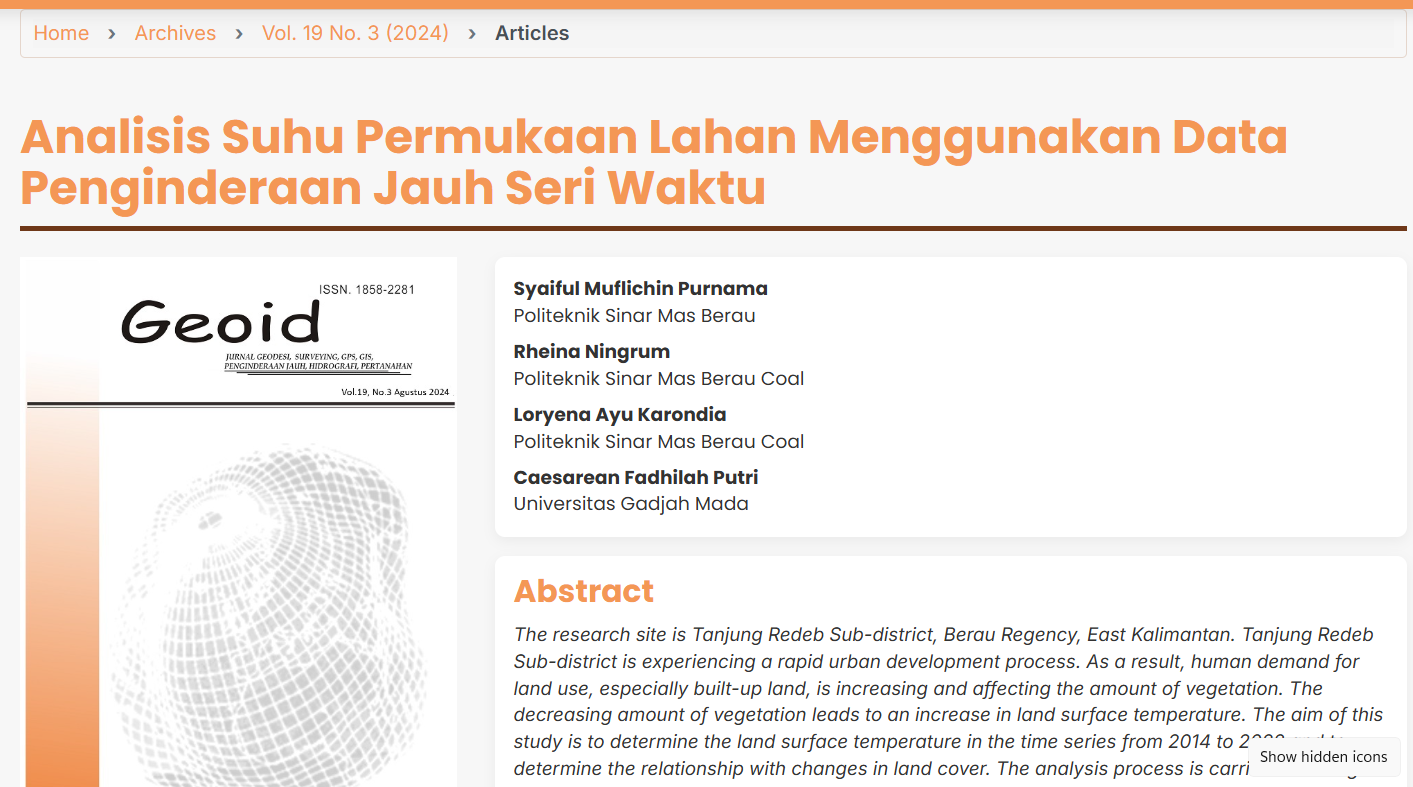 Home › Archives › Vol. 19 No. 3 (2024) › Articles
Analisis Suhu Permukaan Lahan Menggunakan Data
Penginderaan Jauh Seri Waktu
ISSN. 1858-2281
Geoid
JURNAL GEODESI, SURVEYING, GPS, GIS,
PENGINDERAAN JAUH, HIDROGRAFI, PERTANAHAN
Vol.19, No.3 Agustus 2024
Syaiful Muflichin Purnama
Politeknik Sinar Mas Berau
Rheina Ningrum
Politeknik Sinar Mas Berau Coal
Loryena Ayu Karondia
Politeknik Sinar Mas Berau Coal
Caesarean Fadhilah Putri
Universitas Gadjah Mada
Abstract
The research site is Tanjung Redeb Sub-district, Berau Regency, East Kalimantan. Tanjung Redeb
Sub-district is experiencing a rapid urban development process. As a result, human demand for
land use, especially built-up land, is increasing and affecting the amount of vegetation. The
decreasing amount of vegetation leads to an increase in land surface temperature. The aim of this
study is to determine the land surface temperature in the time series from 2014 to
determine the relationship with changes in land cover. The analysis process is
Show hidden icons